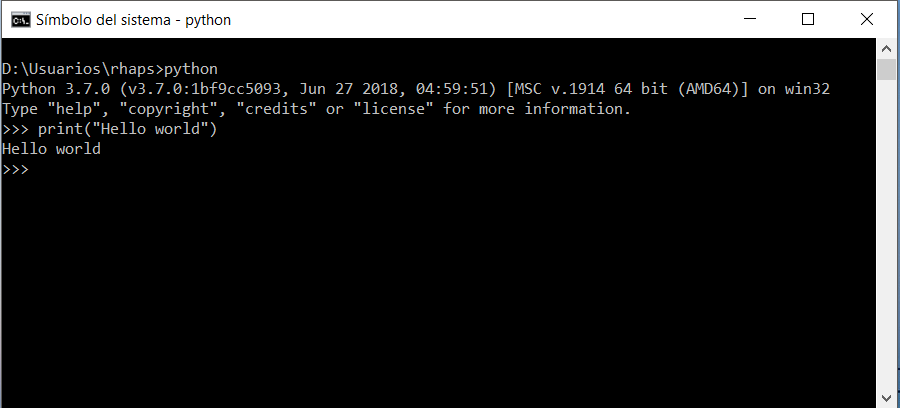 Símbolo del sistema - python
D:\Usuarios\rhaps>python
Python 3.7.0 (v3.7.0:1bf9cc5093, Jun 27 2018, 04:59:51) [MSC v.1914 64 bit (AMD64)] on win32
Type "help", "copyright", "credits" or "license" for more information.
>>> print("Hello world")
Hello world
>>>